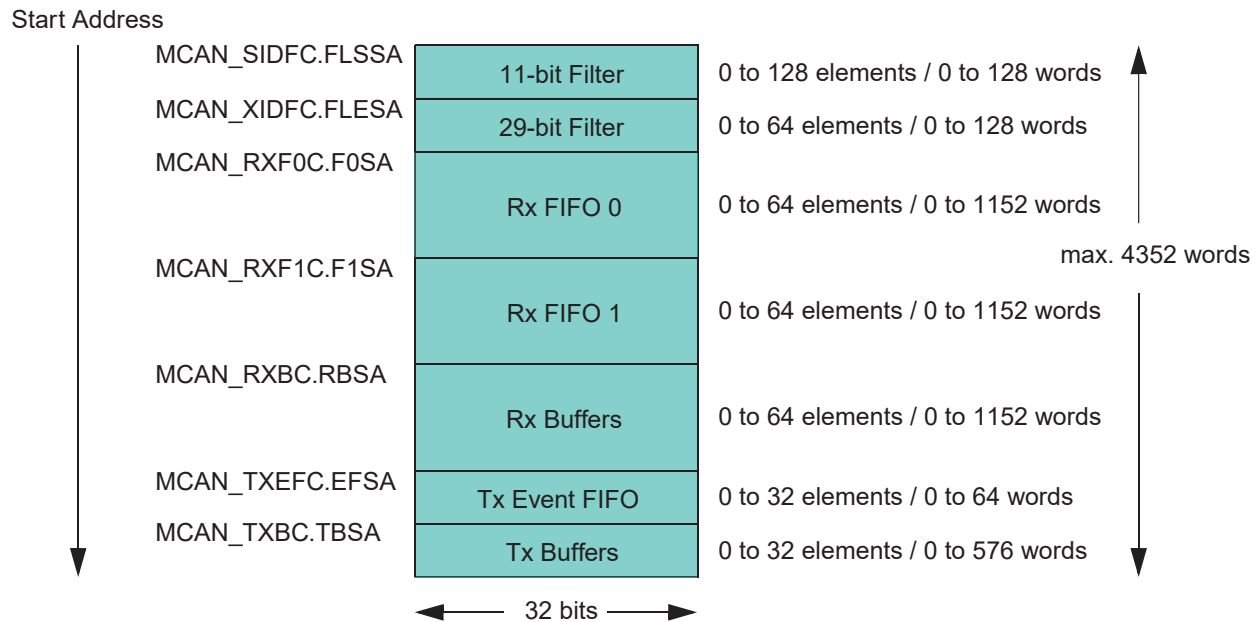 Start Address
MCAN_SIDFC.FLSSA
11-bit Filter
0 to 128 elements / 0 to 128 words
MCAN_XIDFC.FLESA
29-bit Filter
0 to 64 elements / 0 to 128 words
MCAN_RXF0C.F0SA
Rx FIFO 0
0 to 64 elements / 0 to 1152 words
max. 4352 words
MCAN_RXF1C.F1SA
Rx FIFO 1
0 to 64 elements / 0 to 1152 words
MCAN_RXBC.RBSA
Rx Buffers
0 to 64 elements / 0 to 1152 words
MCAN_TXEFC.EFSA
Tx Event FIFO
0 to 32 elements / 0 to 64 words
MCAN_TXBC.TBSA
Tx Buffers
0 to 32 elements / 0 to 576 words
32 bits